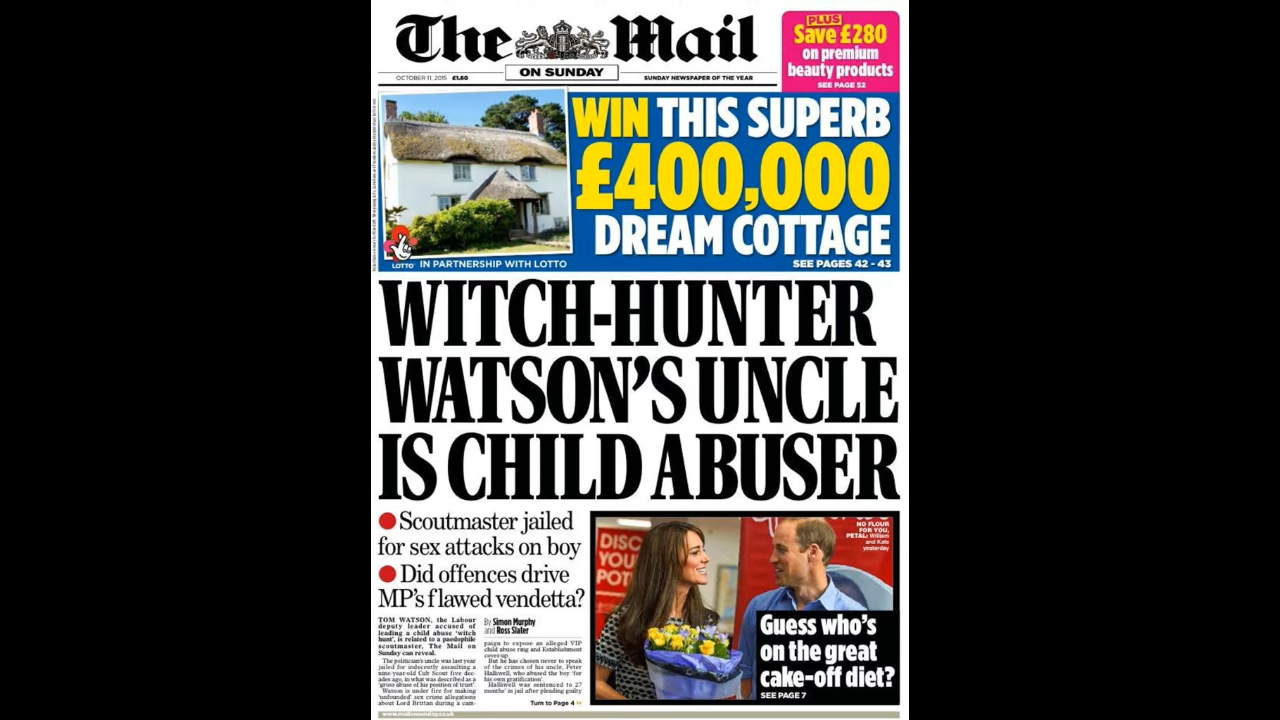 The Mail
ON SUNDAY
OCTOBER 11, 2015 £1.60
SUNDAY NEWSPAPER OF THE YEAR
PLUS
Save £280
on premium
beauty products
SEE PAGE 52
WIN THIS SUPERB
£400,000
DREAM COTTAGE
LOTTO IN PARTNERSHIP WITH LOTTO
SEE PAGES 42 - 43
WITCH-HUNTER
WATSON'S UNCLE
IS CHILD ABUSER
● Scoutmaster jailed
for sex attacks on boy
● Did offences drive
MP's flawed vendetta?
TOM WATSON, the Labour
deputy leader accused of
leading a child abuse 'witch
hunt', is related to a paedophile
scoutmaster, The Mail on
Sunday can reveal.
The politician's uncle was last year
jailed for indecently assaulting a
nine-year-old Cub Scout five dec-
ades ago, in what was described as a
'gross abuse of his position of trust'.
Watson is under fire for making
'unfounded' sex crime allegations
about Lord Brittan during a cam-
By Simon Murphy
and Ross Slater
paign to expose an alleged VIP
child abuse ring and Establishment
cover-up.
But he has chosen never to speak
of the crimes of his uncle, Peter
Halliwell, who abused the boy 'for
his own gratification'.
Halliwell was sentenced to 27
months' in jail after pleading guilty
Turn to Page 4
DISC
YOU
POT
NO FLOUR
FOR YOU,
PETAL: William
and Kate
yesterday
Guess who's
on the great
cake-off diet?
SEE PAGE 7
www.mailonsunday.co.uk